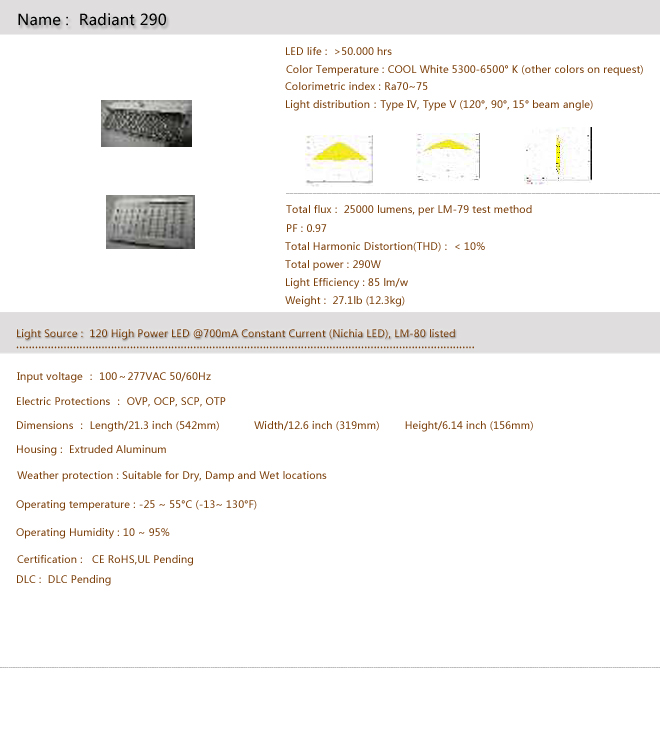 Name :  Radiant 290
LED life :  >50.000 hrs
Color Temperature : COOL White 5300-6500° K (other colors on request)
Colorimetric index : Ra70~75
Light distribution : Type IV, Type V (120°, 90°, 15° beam angle)
Total flux :  25000 lumens, per LM-79 test method
PF : 0.97
Total Harmonic Distortion(THD) :  < 10%
Total power : 290W
Light Efficiency : 85 lm/w
Weight :  27.1lb (12.3kg)
Light Source :  120 High Power LED @700mA Constant Current (Nichia LED), LM-80 listed
Input voltage  :  100~277VAC 50/60Hz
Electric Protections  :  OVP, OCP, SCP, OTP
Dimensions  :  Length/21.3 inch (542mm)  Width/12.6 inch (319mm)  Height/6.14 inch (156mm)
Housing :  Extruded Aluminum
Weather protection : Suitable for Dry, Damp and Wet locations
Operating temperature : -25 ~ 55°C (-13~ 130°F)
Operating Humidity : 10 ~ 95%
Certification :   CE RoHS,UL Pending
DLC :  DLC Pending